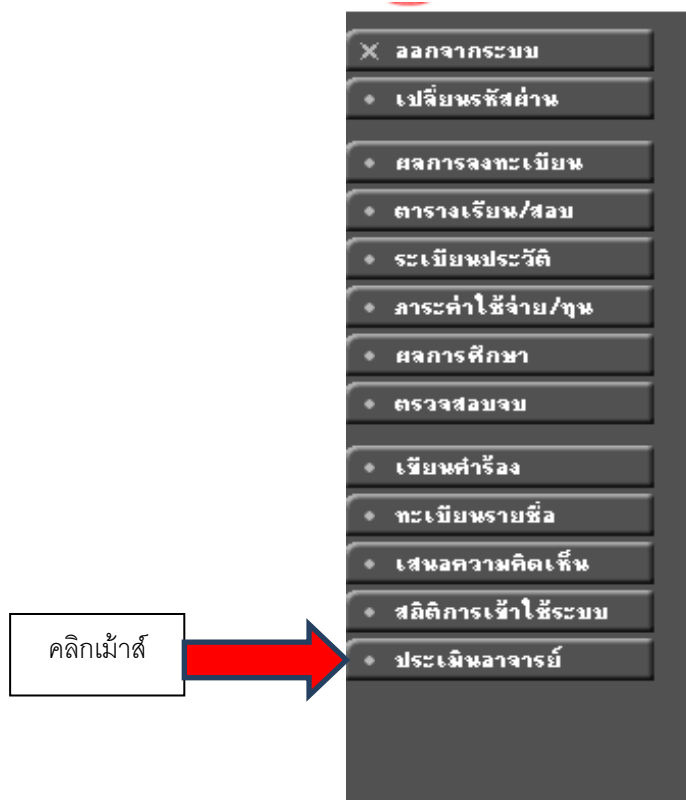 ออกจากระบบ
เปลี่ยนรหัสผ่าน
ผลการลงทะเบียน
ตารางเรียน/สอบ
ระเบียนประวัติ
ภาระค่าใช้จ่าย/ทุน
ผลการศึกษา
ตรวจสอบจบ
เขียนคำร้อง
ทะเบียนรายชื่อ
เสนอความคิดเห็น
สถิติการเข้าใช้ระบบ
คลิกเม้าส์
ประเมินอาจารย์